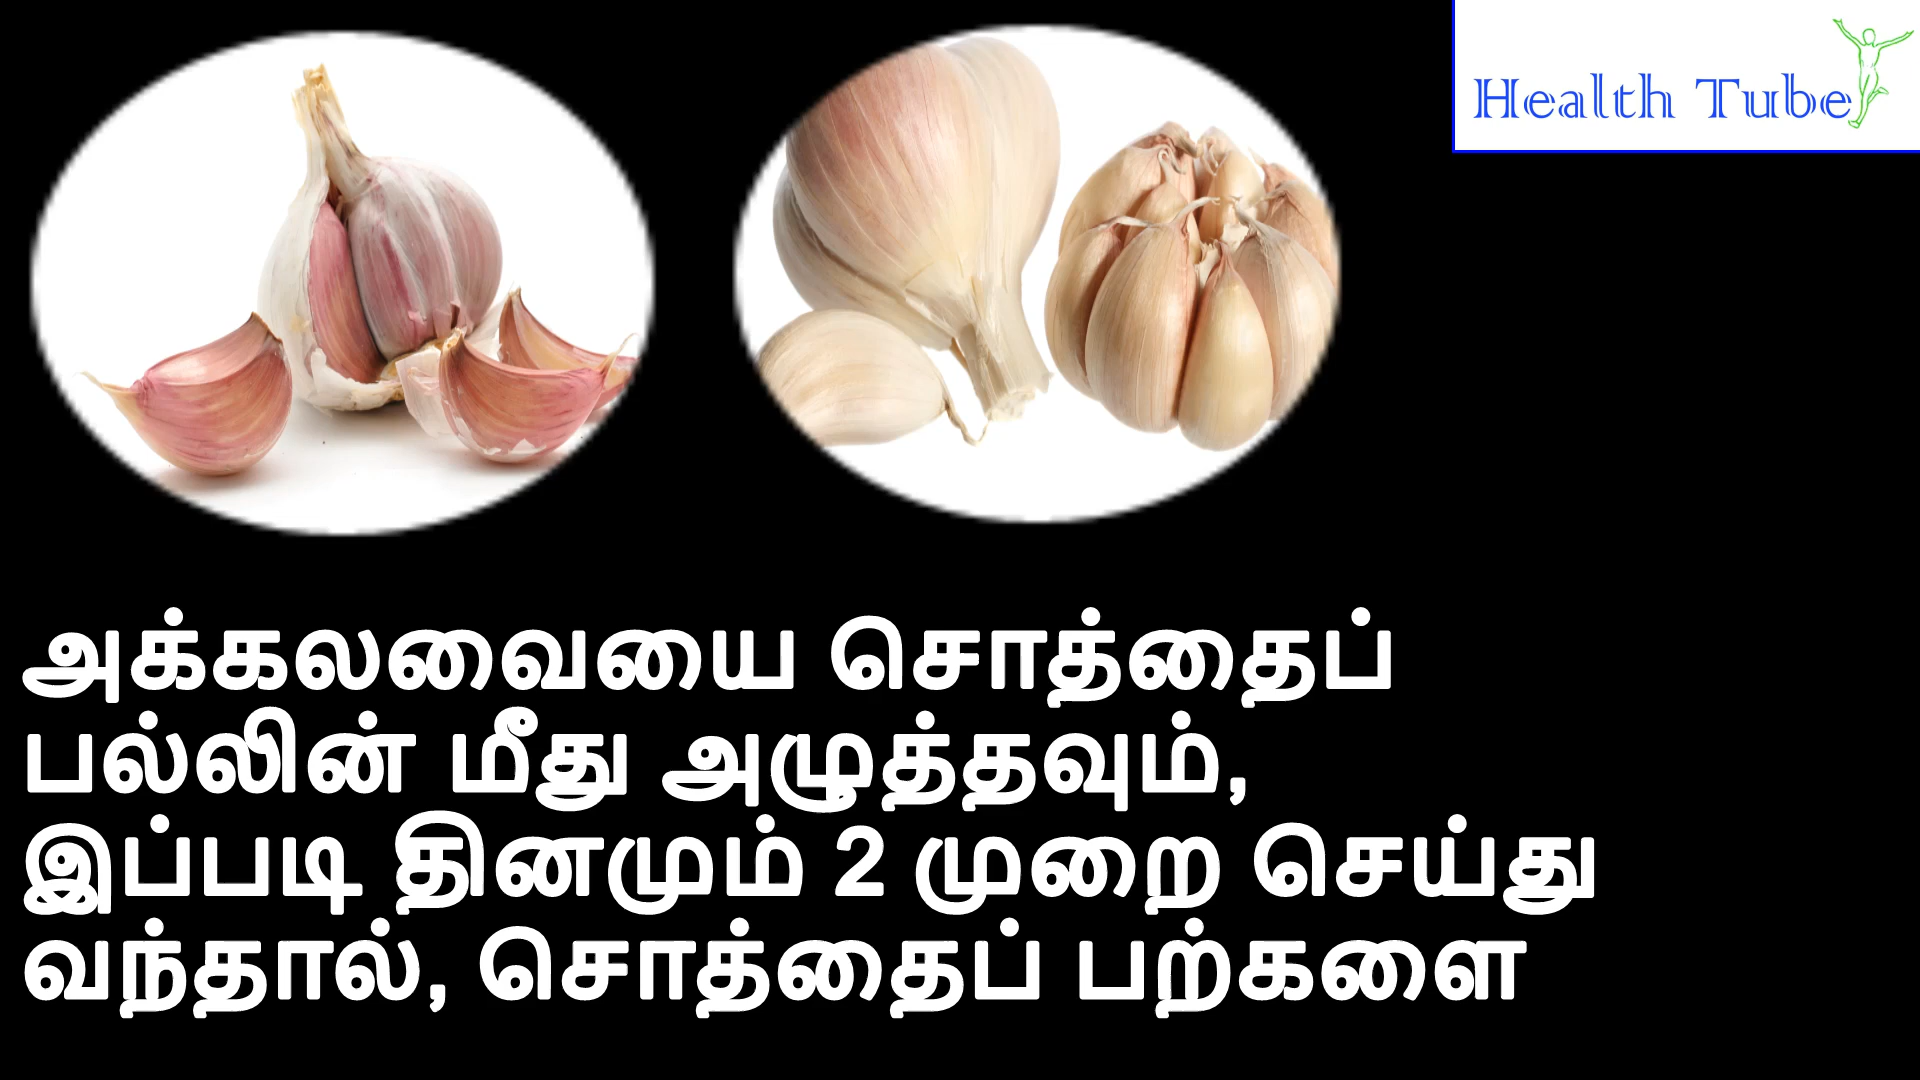 Health Tube
அக்கலவையை சொத்தைப்
பல்லின் மீது அழுத்தவும்,
இப்படி தினமும் 2 முறை செய்து
வந்தால், சொத்தைப் பற்களை